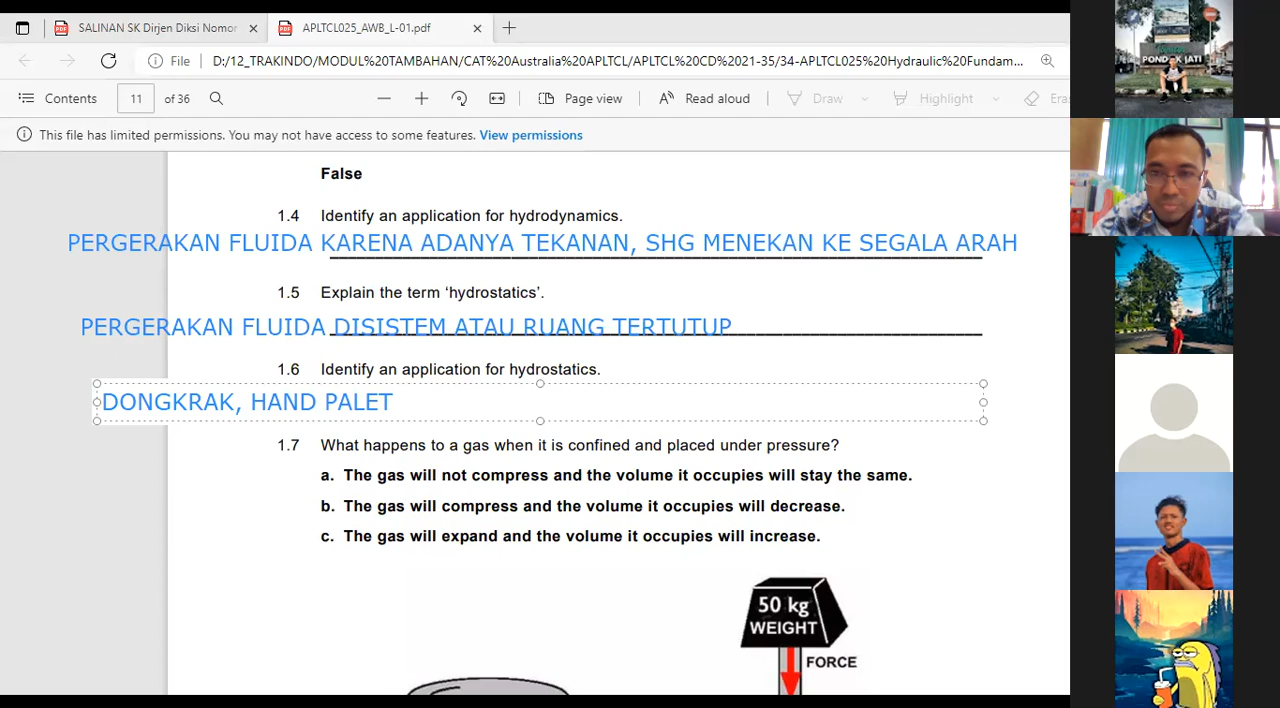 SALINAN SK Dirjen Diksi Nomor
APLTCL025_AWB_L-01.pdf
File
D:/12_TRAKINDO/MODUL%20TAMBAHAN/CAT%20Australia%20APLTCL/APLTCL%20CD%2021-35/34-APLTCL025%20Hydraulic%20Fundam...
Contents
11
of 36
Page view
Read aloud
Draw
Highlight
Eras
This file has limited permissions. You may not have access to some features. View permissions
False
1.4 Identify an application for hydrodynamics.
PERGERAKAN FLUIDA KARENA ADANYA TEKANAN, SHG MENEKAN KE SEGALA ARAH
1.5 Explain the term ‘hydrostatics’.
PERGERAKAN FLUIDA DISISTEM ATAU RUANG TERTUTUP
1.6 Identify an application for hydrostatics.
DONGKRAK, HAND PALET
1.7 What happens to a gas when it is confined and placed under pressure?
a. The gas will not compress and the volume it occupies will stay the same.
b. The gas will compress and the volume it occupies will decrease.
c. The gas will expand and the volume it occupies will increase.
50 kg
WEIGHT
FORCE
PONDOK JATI